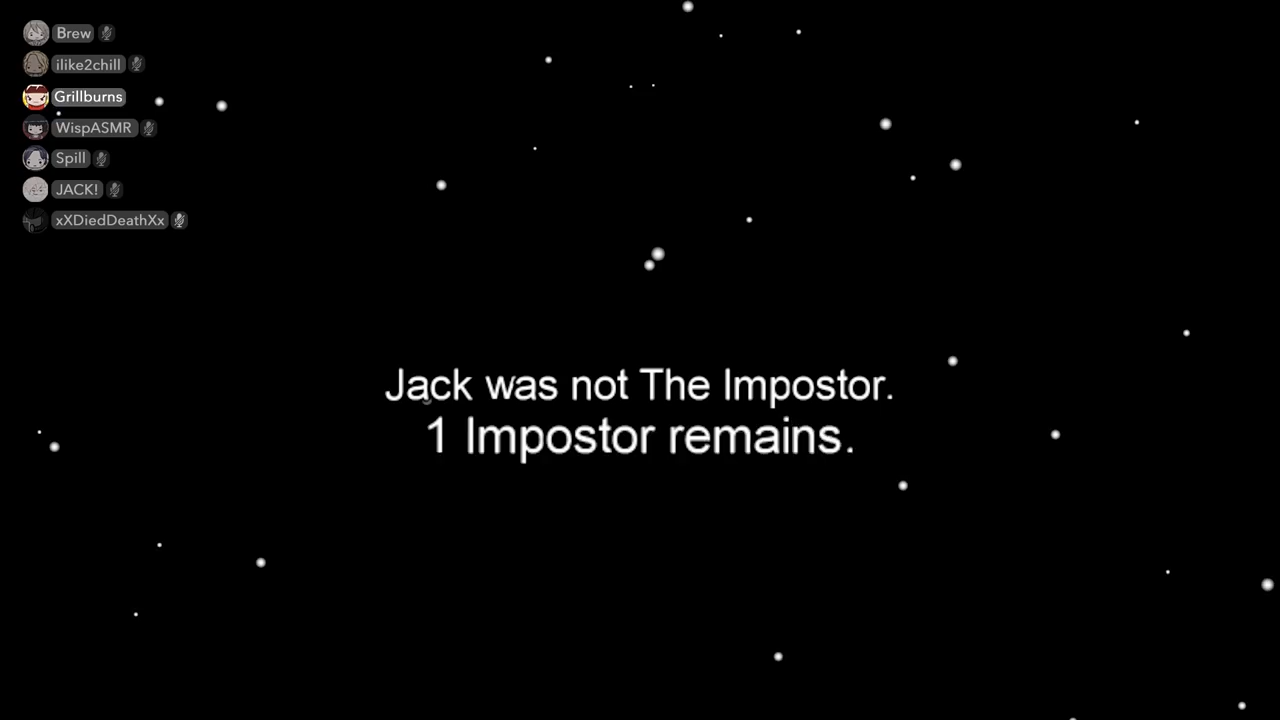 Brew
ilike2chill
Grillburns
WispASMR
Spill
JACK!
xXDiedDeathXx
Jack was not The Impostor.
1 Impostor remains.